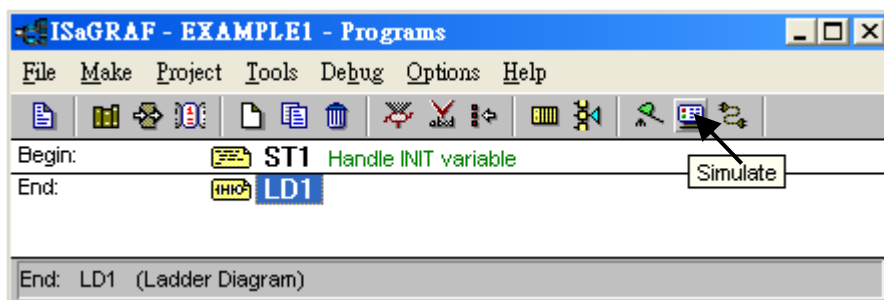 ISaGRAF - EXAMPLE1 - Programs
File Make Project Tools Debug Options Help
Begin: ST1 Handle INIT variable
Simulate
End: LD1
End: LD1 (Ladder Diagram)